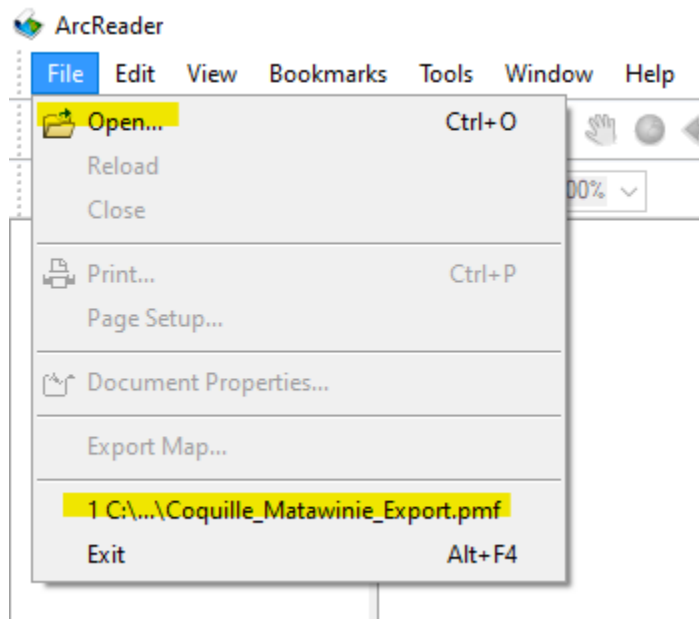 ArcReader
File Edit View Bookmarks Tools Window Help
Open... Ctrl+O
Reload
00%
Close
Print... Ctrl+P
Page Setup...
Document Properties...
Export Map...
1 C:\...\Coquille_Matawinie_Export.pmf
Exit Alt+F4